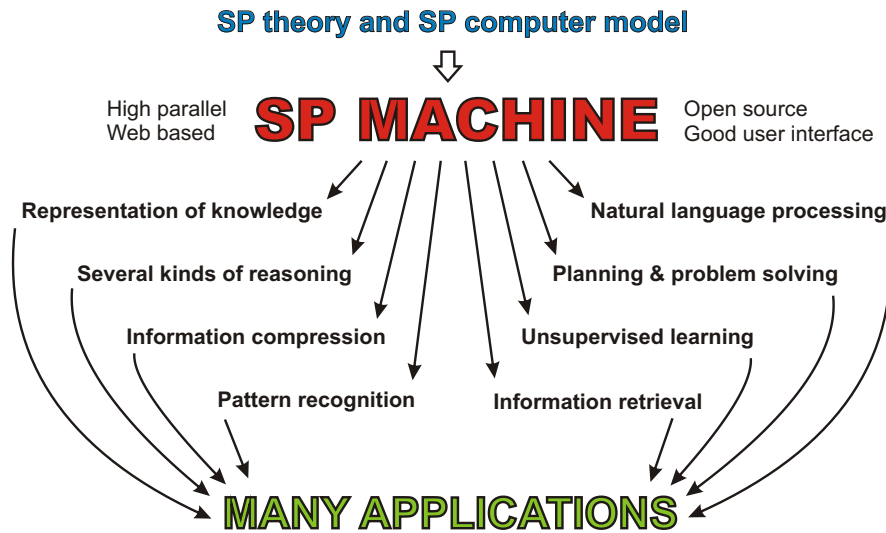 SP theory and SP computer model
High parallel
Web based
SP MACHINE
Open source
Good user interface
Representation of knowledge
Natural language processing
Several kinds of reasoning
Planning & problem solving
Information compression
Unsupervised learning
Pattern recognition
Information retrieval
MANY APPLICATIONS